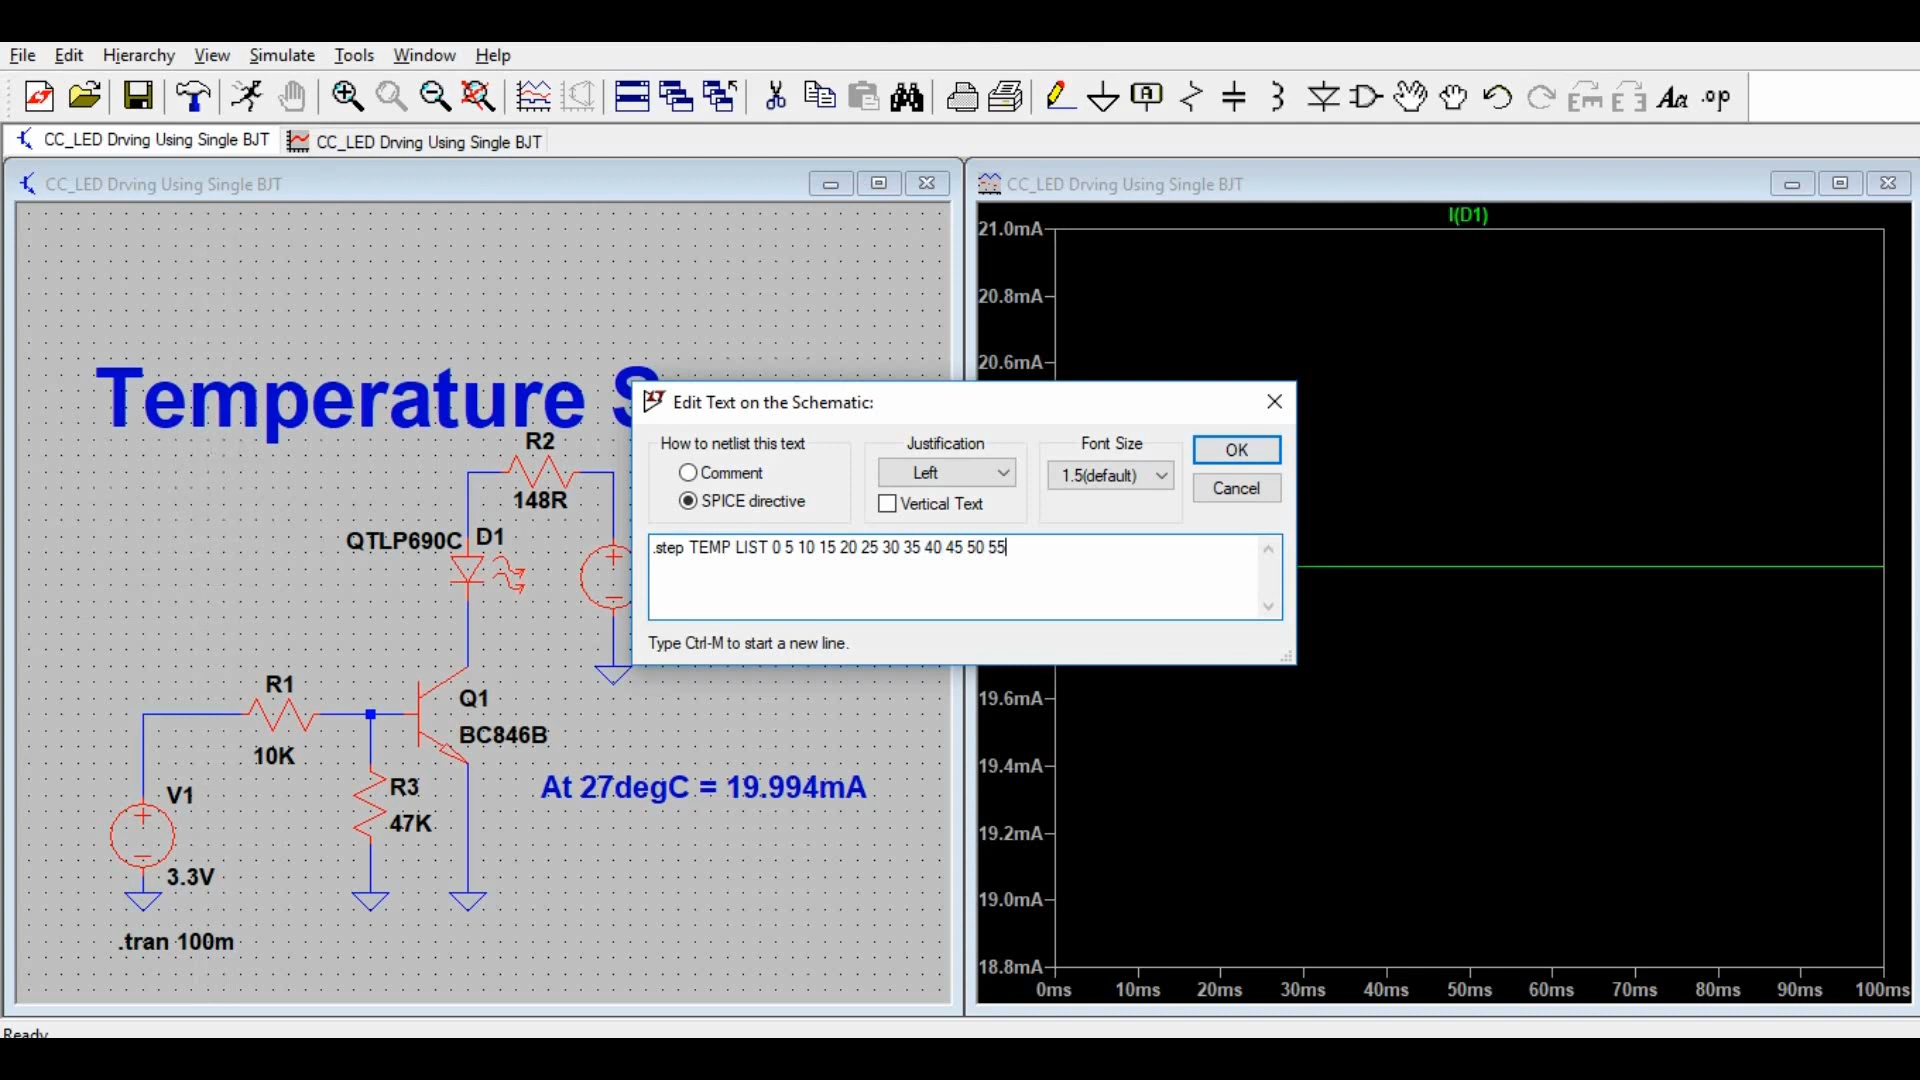 File Edit Hierarchy View Simulate Tools Window Help
.op
CC_LED Drving Using Single BJT CC_LED Drving Using Single BJT
CC_LED Drving Using Single BJT
Temperature S
R2
148R
QTLP690C D1
R1
10K
Q1
BC846B
R3
47K
V1
3.3V
At 27degC = 19.994mA
.tran 100m
Edit Text on the Schematic:
How to netlist this text
Comment
SPICE directive
Justification
Left
Vertical Text
Font Size
1.5(default)
OK
Cancel
.step TEMP LIST 0 5 10 15 20 25 30 35 40 45 50 55
Type Ctrl-M to start a new line.
CC_LED Drving Using Single BJT
I(D1)
21.0mA
20.8mA
20.6mA
19.6mA
19.4mA
19.2mA
19.0mA
18.8mA
0ms 10ms 20ms 30ms 40ms 50ms 60ms 70ms 80ms 90ms 100ms
Ready